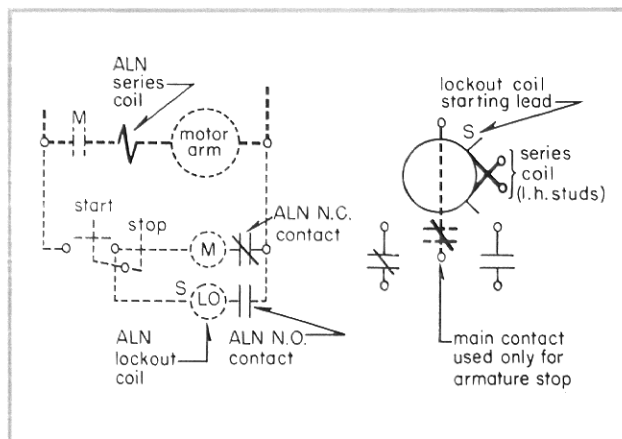 ALN
series
coil
M
motor
arm
start
stop
M
ALN N.C.
contact
S
LO
ALN
lockout
coil
ALN N.O.
contact
lockout coil
starting lead
S
series
coil
(l.h. studs)
main contact
used only for
armature stop